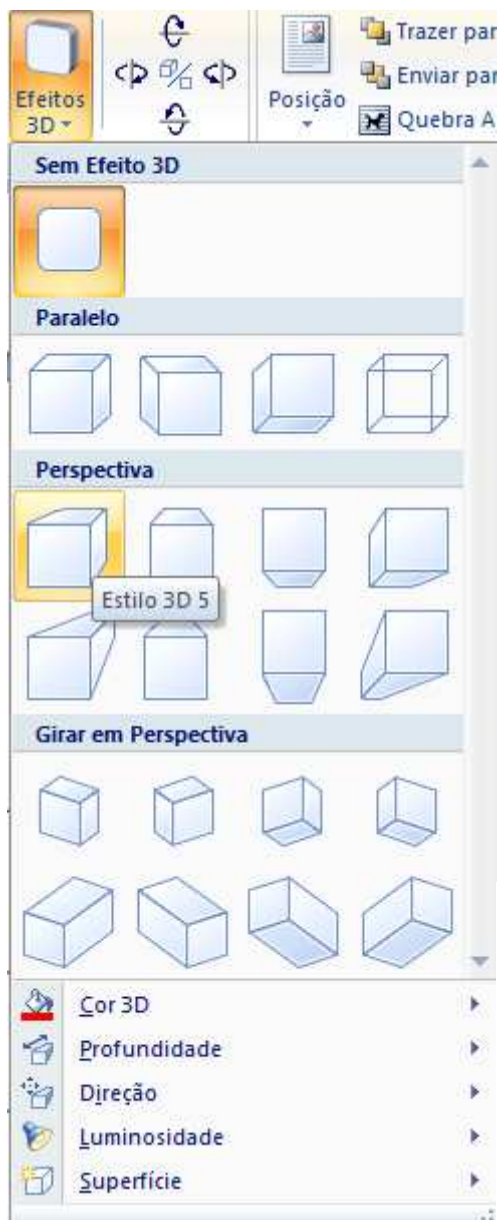 Efeitos
3D
Posição
Trazer par
Enviar par
Quebra A
Sem Efeito 3D
Paralelo
Perspectiva
Estilo 3D 5
Girar em Perspectiva
Cor 3D
Profundidade
Direção
Luminosidade
Superfície